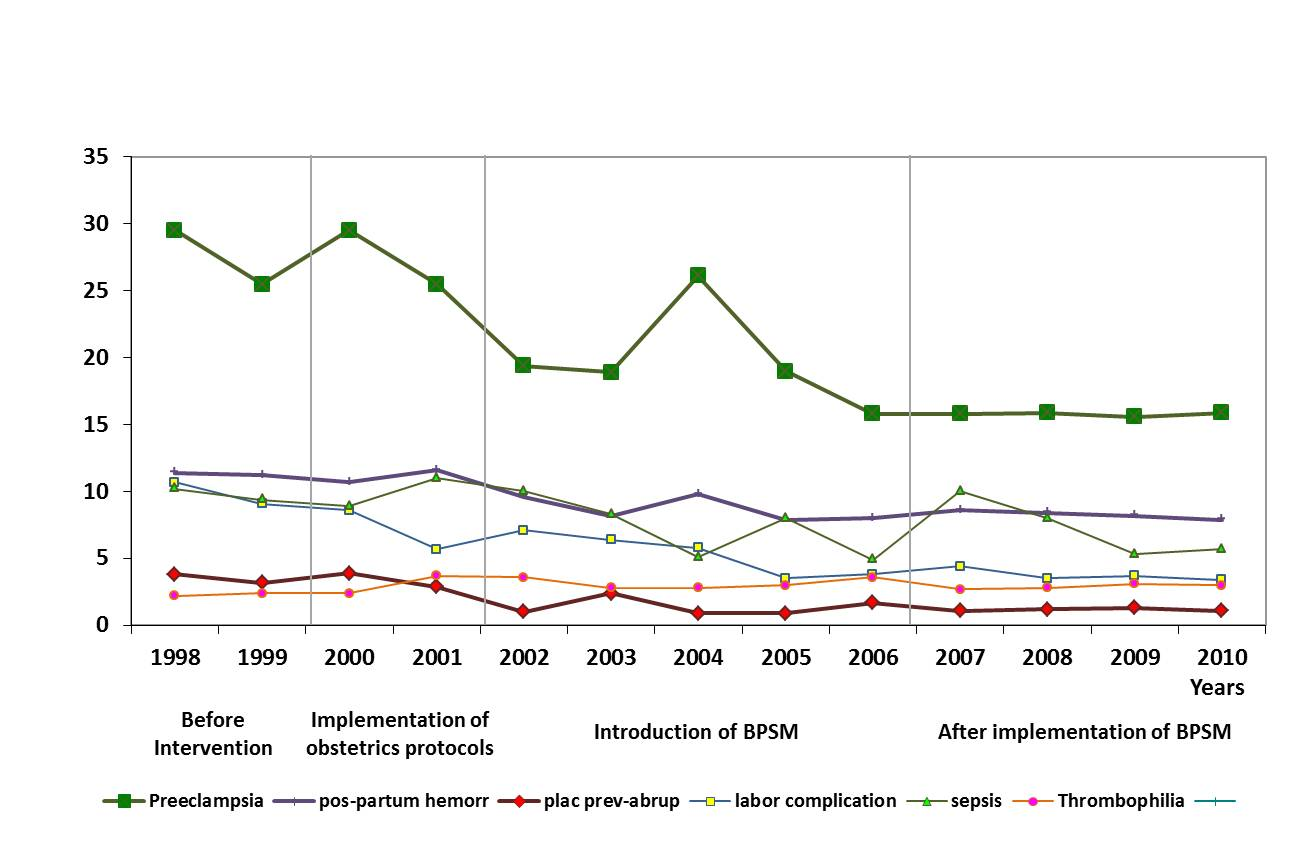 35
30
25
20
15
10
5
0
1998 1999 2000 2001 2002 2003 2004 2005 2006 2007 2008 2009 2010
Years
Before
Intervention
Implementation of
obstetrics protocols
Introduction of BPSM
After implementation of BPSM
Preeclampsia pos-partum hemorr plac prev-abrup labor complication sepsis Thrombophilia